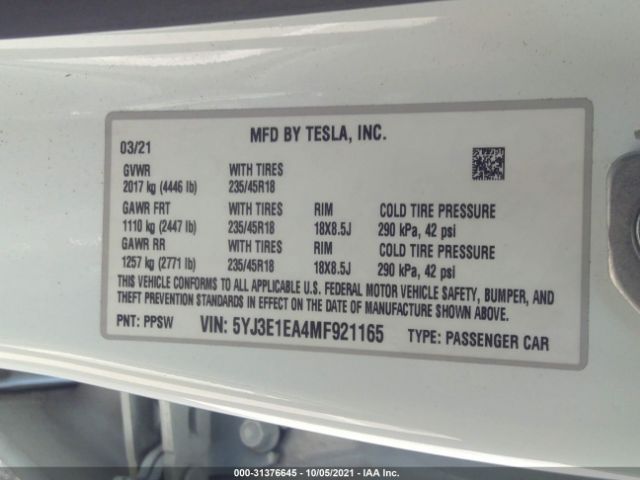 MFD BY TESLA, INC.
03/21
GVWR WITH TIRES
2017 kg (4446 lb) 235/45R18
GAWR FRT WITH TIRES RIM COLD TIRE PRESSURE
1110 kg (2447 lb) 235/45R18 18X8.5J 290 kPa, 42 psi
GAWR RR WITH TIRES RIM COLD TIRE PRESSURE
1257 kg (2771 lb) 235/45R18 18X8.5J 290 kPa, 42 psi
THIS VEHICLE CONFORMS TO ALL APPLICABLE U.S. FEDERAL MOTOR VEHICLE SAFETY, BUMPER, AND
THEFT PREVENTION STANDARDS IN EFFECT ON THE DATE OF MANUFACTURE SHOWN ABOVE.
PNT: PPSW VIN: 5YJ3E1EA4MF921165 TYPE: PASSENGER CAR
000-31376645 - 10/05/2021 - IAA Inc.